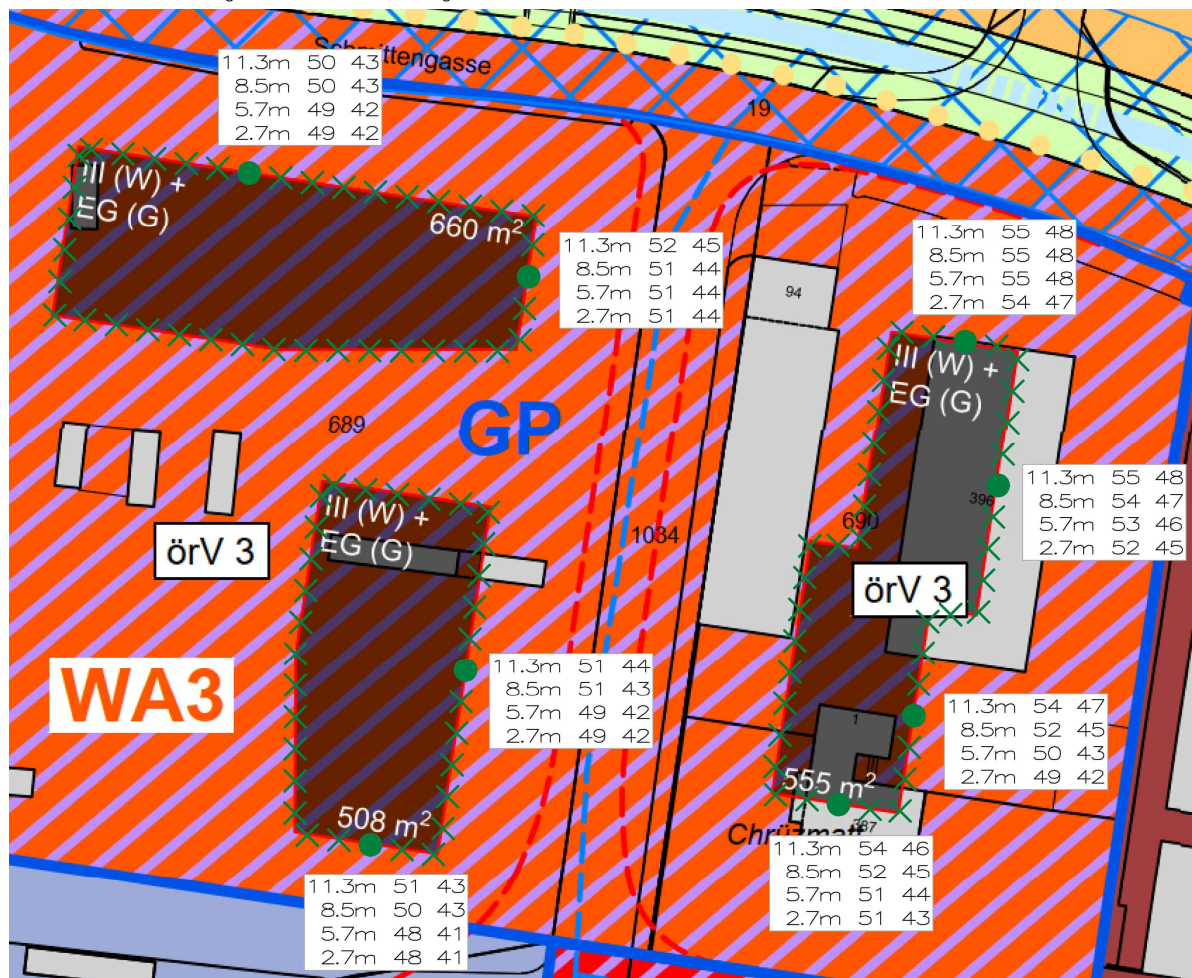 Schmittengasse
11.3m 50 43
8.5m 50 43
5.7m 49 42
2.7m 49 42
19
III (W) +
EG (G)
660 m²
11.3m 52 45
8.5m 51 44
5.7m 51 44
2.7m 51 44
11.3m 55 48
8.5m 55 48
5.7m 55 48
2.7m 54 47
94
III (W) +
EG (G)
689
GP
11.3m 55 48
8.5m 54 47
5.7m 53 46
2.7m 52 45
396
690
1034
III (W) +
EG (G)
örV 3
örV 3
WA3
11.3m 51 44
8.5m 51 43
5.7m 49 42
2.7m 49 42
11.3m 54 47
8.5m 52 45
5.7m 50 43
2.7m 49 42
1
555 m²
508 m²
387
Chrüzmatt
11.3m 54 46
8.5m 52 45
5.7m 51 44
2.7m 51 43
11.3m 51 43
8.5m 50 43
5.7m 48 41
2.7m 48 41